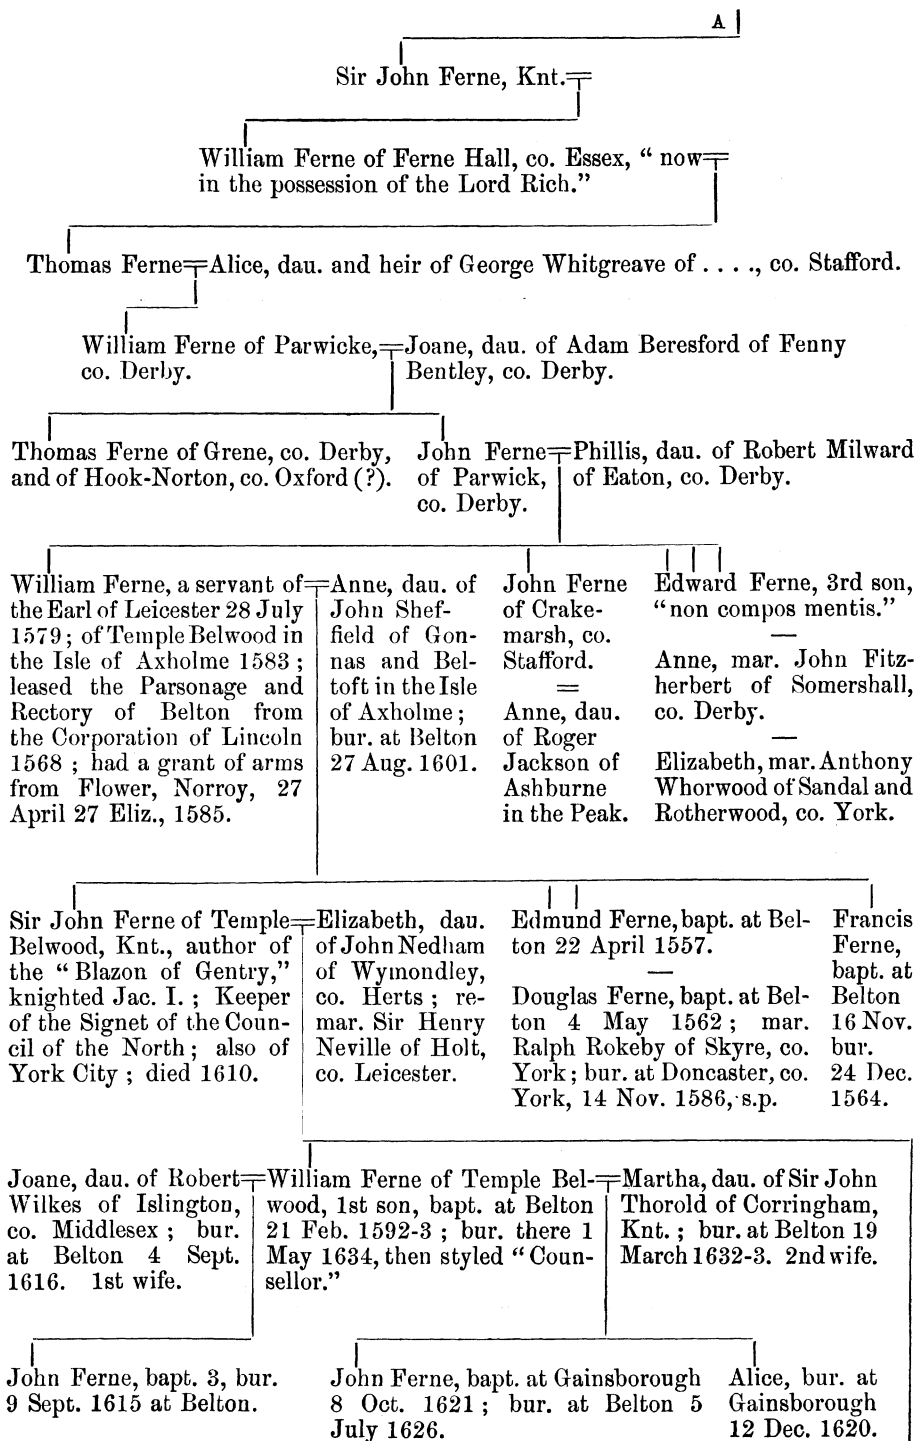 A
Sir John Ferne, Knt.
William Ferne of Ferne Hall, co. Essex, “ now
in the possession of the Lord Rich.”
Thomas Ferne=Alice, dau. and heir of George Whitgreave of . . . ., co. Stafford.
William Ferne of Parwicke,
co. Derby.
=Joane, dau. of Adam Beresford of Fenny
Bentley, co. Derby.
Thomas Ferne of Grene, co. Derby,
and of Hook-Norton, co. Oxford (?).
John Ferne
of Parwick,
co. Derby.
=Phillis, dau. of Robert Milward
of Eaton, co. Derby.
William Ferne, a servant of
the Earl of Leicester 28 July
1579 ; of Temple Belwood in
the Isle of Axholme 1583 ;
leased the Parsonage and
Rectory of Belton from
the Corporation of Lincoln
1568 ; had a grant of arms
from Flower, Norroy, 27
April 27 Eliz., 1585.
=Anne, dau. of
John Shef-
field of Gon-
nas and Bel-
toft in the Isle
of Axholme ;
bur. at Belton
27 Aug. 1601.
John Ferne
of Crake-
marsh, co.
Stafford.
=
Anne, dau.
of Roger
Jackson of
Ashburne
in the Peak.
Edward Ferne, 3rd son,
“non compos mentis.”
—
Anne, mar. John Fitz-
herbert of Somershall,
co. Derby.
—
Elizabeth, mar. Anthony
Whorwood of Sandal and
Rotherwood, co. York.
Sir John Ferne of Temple
Belwood, Knt., author of
the “ Blazon of Gentry,”
knighted Jac. I. ; Keeper
of the Signet of the Coun-
cil of the North ; also of
York City ; died 1610.
=Elizabeth, dau.
of John Nedham
of Wymondley,
co. Herts ; re-
mar. Sir Henry
Neville of Holt,
co. Leicester.
Edmund Ferne, bapt. at Bel-
ton 22 April 1557.
—
Douglas Ferne, bapt. at Bel-
ton 4 May 1562 ; mar.
Ralph Rokeby of Skyre, co.
York ; bur. at Doncaster, co.
York, 14 Nov. 1586, s.p.
Francis
Ferne,
bapt. at
Belton
16 Nov.
bur.
24 Dec.
1564.
Joane, dau. of Robert
Wilkes of Islington,
co. Middlesex ; bur.
at Belton 4 Sept.
1616. 1st wife.
=William Ferne of Temple Bel-
wood, 1st son, bapt. at Belton
21 Feb. 1592-3 ; bur. there 1
May 1634, then styled “ Coun-
sellor.”
=Martha, dau. of Sir John
Thorold of Corringham,
Knt. ; bur. at Belton 19
March 1632-3. 2nd wife.
John Ferne, bapt. 3, bur.
9 Sept. 1615 at Belton.
John Ferne, bapt. at Gainsborough
8 Oct. 1621 ; bur. at Belton 5
July 1626.
Alice, bur. at
Gainsborough
12 Dec. 1620.